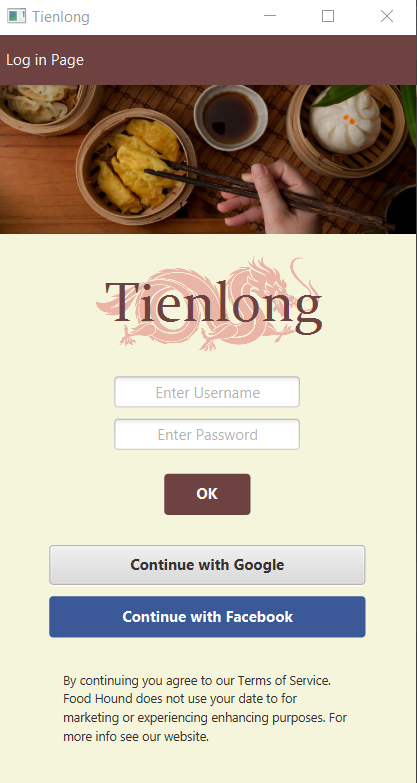 Tienlong
Log in Page
Tienlong
Enter Username
Enter Password
OK
Continue with Google
Continue with Facebook
By continuing you agree to our Terms of Service.
Food Hound does not use your date to for
marketing or experiencing enhancing purposes. For
more info see our website.